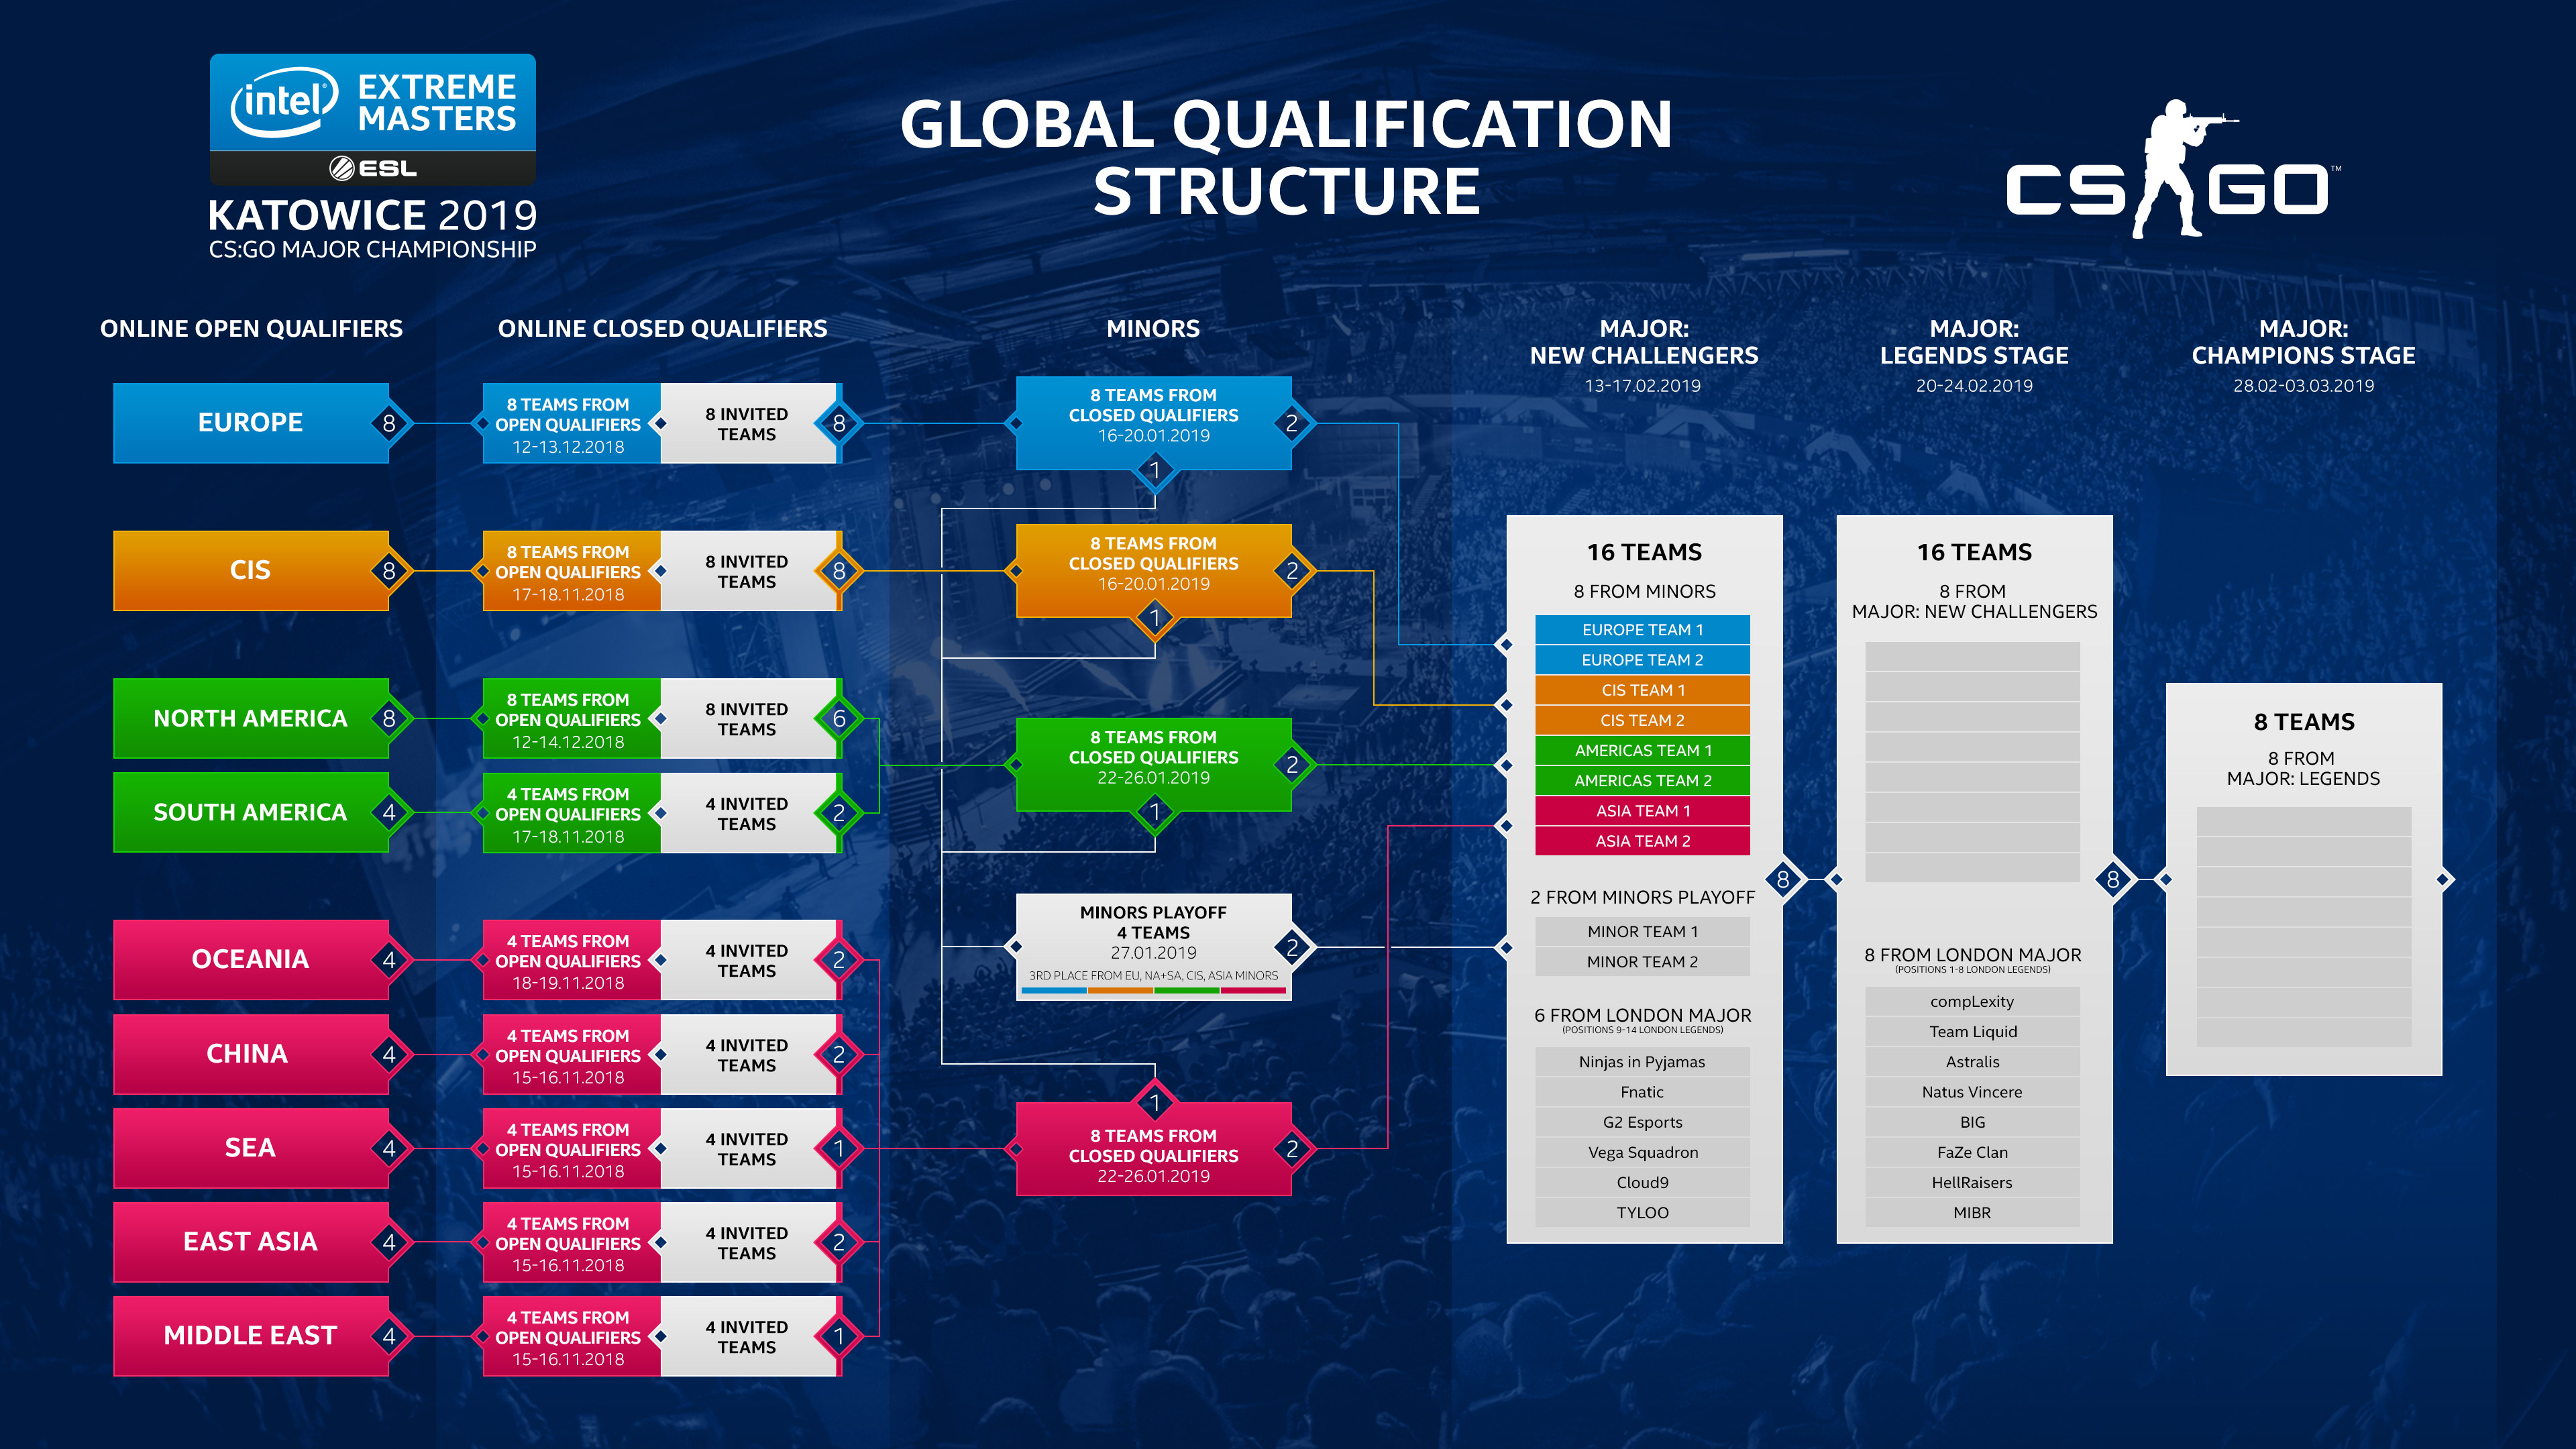 intel
EXTREME
MASTERS
ESL
KATOWICE 2019
CS:GO MAJOR CHAMPIONSHIP
GLOBAL QUALIFICATION
STRUCTURE
CS GO™
ONLINE OPEN QUALIFIERS
EUROPE 8
CIS 8
NORTH AMERICA 8
SOUTH AMERICA 4
OCEANIA 4
CHINA 4
SEA 4
EAST ASIA 4
MIDDLE EAST 4
ONLINE CLOSED QUALIFIERS
8 TEAMS FROM
OPEN QUALIFIERS
12-13.12.2018
8 INVITED
TEAMS
8
8 TEAMS FROM
OPEN QUALIFIERS
17-18.11.2018
8 INVITED
TEAMS
8
8 TEAMS FROM
OPEN QUALIFIERS
12-14.12.2018
8 INVITED
TEAMS
6
4 TEAMS FROM
OPEN QUALIFIERS
17-18.11.2018
4 INVITED
TEAMS
2
4 TEAMS FROM
OPEN QUALIFIERS
18-19.11.2018
4 INVITED
TEAMS
2
4 TEAMS FROM
OPEN QUALIFIERS
15-16.11.2018
4 INVITED
TEAMS
2
4 TEAMS FROM
OPEN QUALIFIERS
15-16.11.2018
4 INVITED
TEAMS
1
4 TEAMS FROM
OPEN QUALIFIERS
15-16.11.2018
4 INVITED
TEAMS
2
4 TEAMS FROM
OPEN QUALIFIERS
15-16.11.2018
4 INVITED
TEAMS
1
MINORS
8 TEAMS FROM
CLOSED QUALIFIERS
16-20.01.2019
2
1
8 TEAMS FROM
CLOSED QUALIFIERS
16-20.01.2019
2
1
8 TEAMS FROM
CLOSED QUALIFIERS
22-26.01.2019
2
1
MINORS PLAYOFF
4 TEAMS
27.01.2019
3RD PLACE FROM EU, NA+SA, CIS, ASIA MINORS
2
1
8 TEAMS FROM
CLOSED QUALIFIERS
22-26.01.2019
2
MAJOR:
NEW CHALLENGERS
13-17.02.2019
16 TEAMS
8 FROM MINORS
EUROPE TEAM 1
EUROPE TEAM 2
CIS TEAM 1
CIS TEAM 2
AMERICAS TEAM 1
AMERICAS TEAM 2
ASIA TEAM 1
ASIA TEAM 2
8
2 FROM MINORS PLAYOFF
MINOR TEAM 1
MINOR TEAM 2
6 FROM LONDON MAJOR
(POSITIONS 9-14 LONDON LEGENDS)
Ninjas in Pyjamas
Fnatic
G2 Esports
Vega Squadron
Cloud9
TYLOO
MAJOR:
LEGENDS STAGE
20-24.02.2019
16 TEAMS
8 FROM
MAJOR: NEW CHALLENGERS
8
8 FROM LONDON MAJOR
(POSITIONS 1-8 LONDON LEGENDS)
compLexity
Team Liquid
Astralis
Natus Vincere
BIG
FaZe Clan
HellRaisers
MIBR
MAJOR:
CHAMPIONS STAGE
28.02-03.03.2019
8 TEAMS
8 FROM
MAJOR: LEGENDS